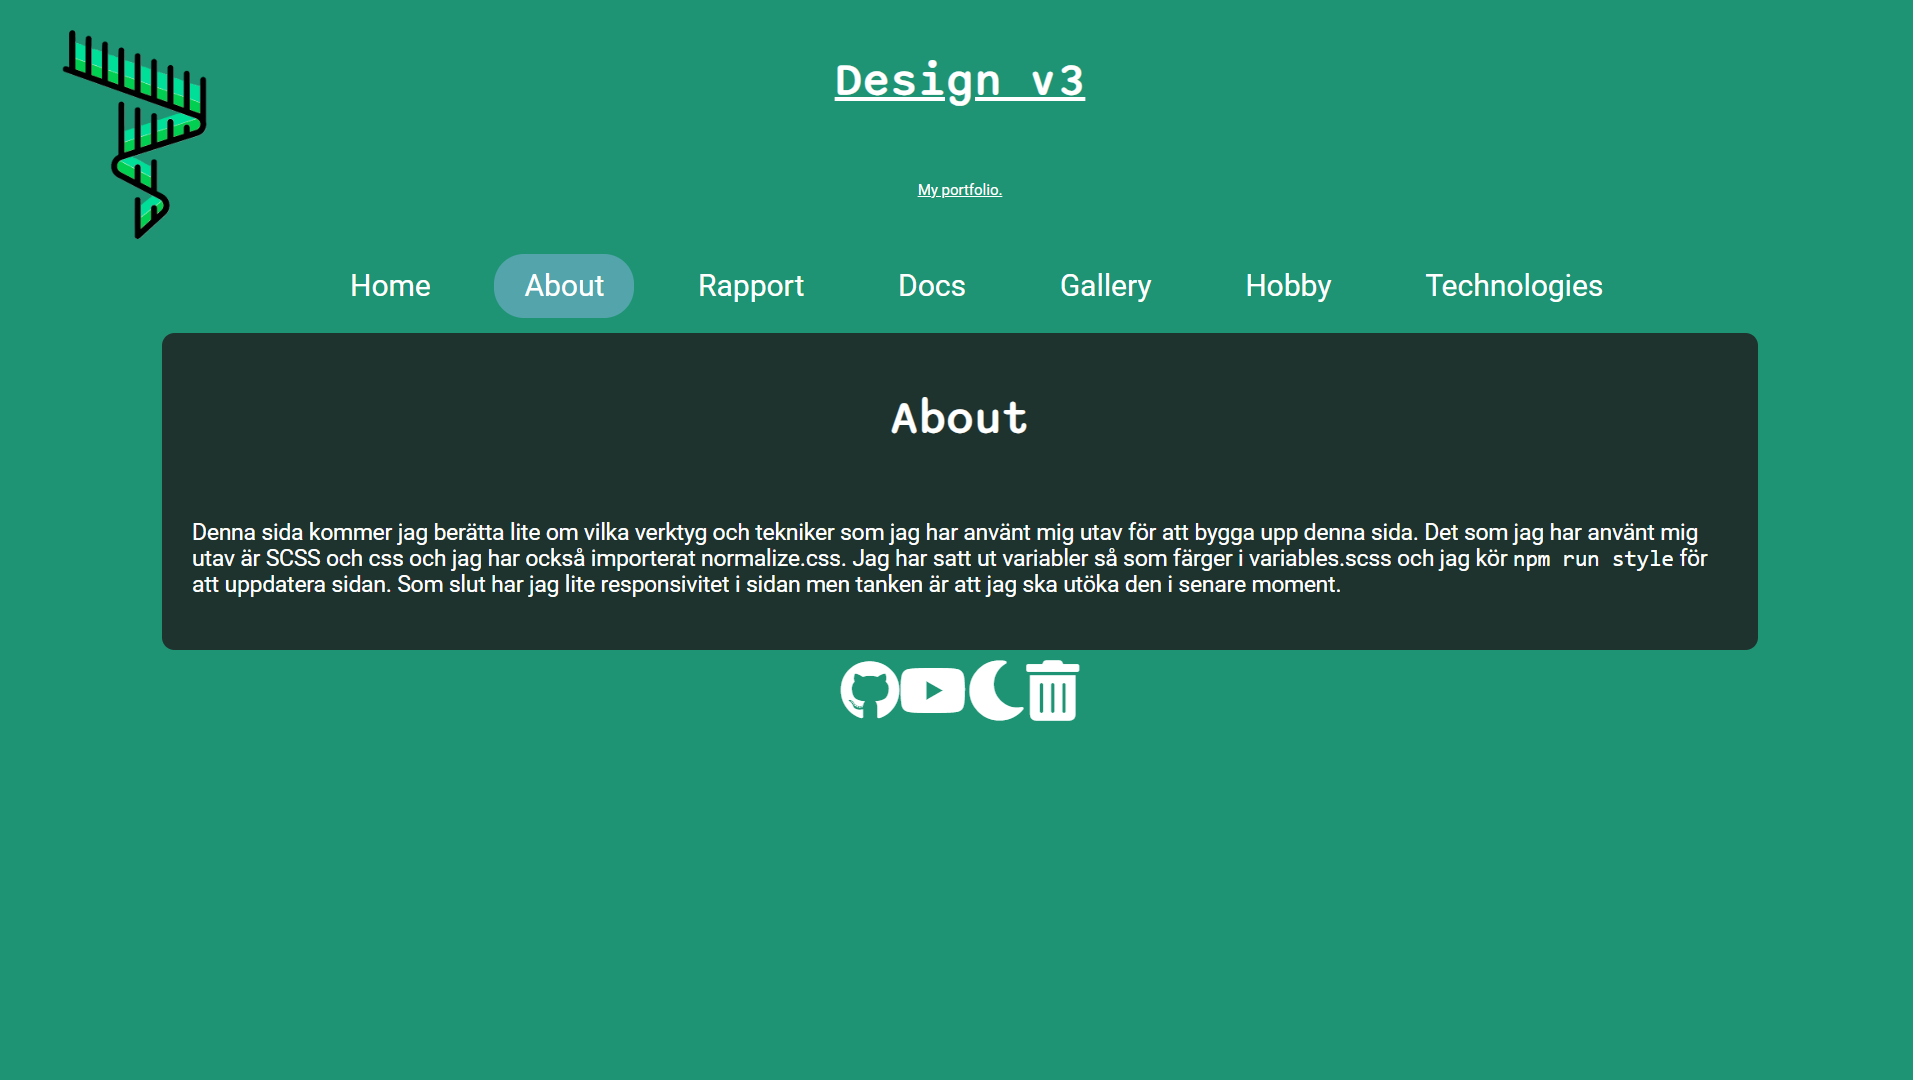 Design v3
My portfolio.
Home About Rapport Docs Gallery Hobby Technologies
About
Denna sida kommer jag berätta lite om vilka verktyg och tekniker som jag har använt mig utav för att bygga upp denna sida. Det som jag har använt mig
utav är SCSS och css och jag har också importerat normalize.css. Jag har satt ut variabler så som färger i variables.scss och jag kör npm run style för
att uppdatera sidan. Som slut har jag lite responsivitet i sidan men tanken är att jag ska utöka den i senare moment.